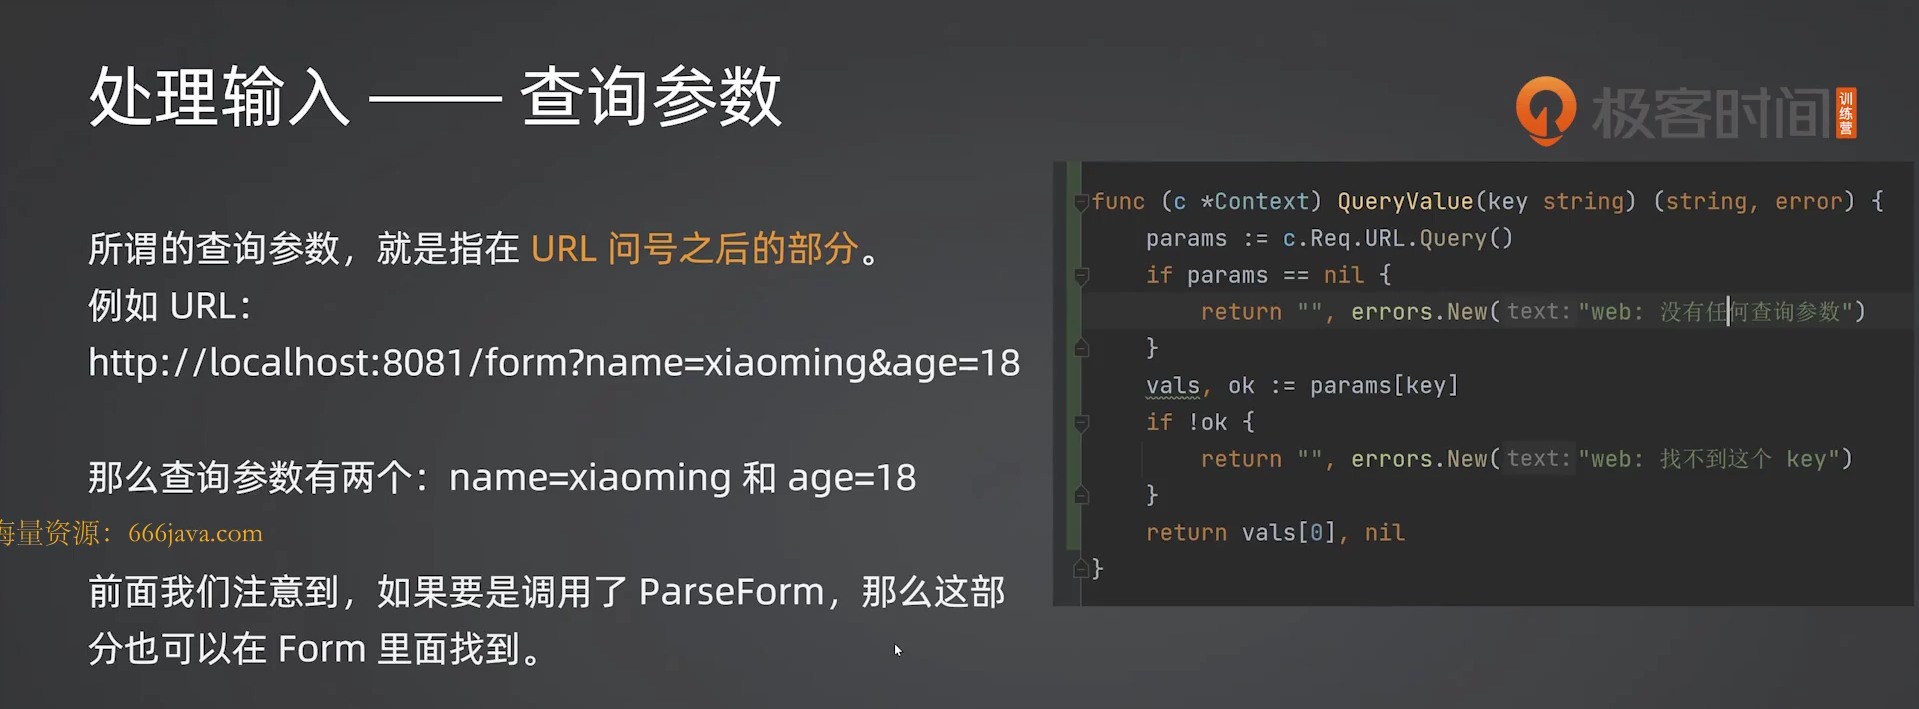 处理输入 —— 查询参数
极客时间
训练营
所谓的查询参数，就是指在 URL 问号之后的部分。
例如 URL：
http://localhost:8081/form?name=xiaoming&age=18
那么查询参数有两个：name=xiaoming 和 age=18
海量资源：666java.com
前面我们注意到，如果要是调用了 ParseForm，那么这部
分也可以在 Form 里面找到。
func (c *Context) QueryValue(key string) (string, error) {
params := c.Req.URL.Query()
if params == nil {
return "", errors.New( text: "web: 没有任何查询参数")
}
vals, ok := params[key]
if !ok {
return "", errors.New( text: "web: 找不到这个 key")
}
return vals[0], nil
}